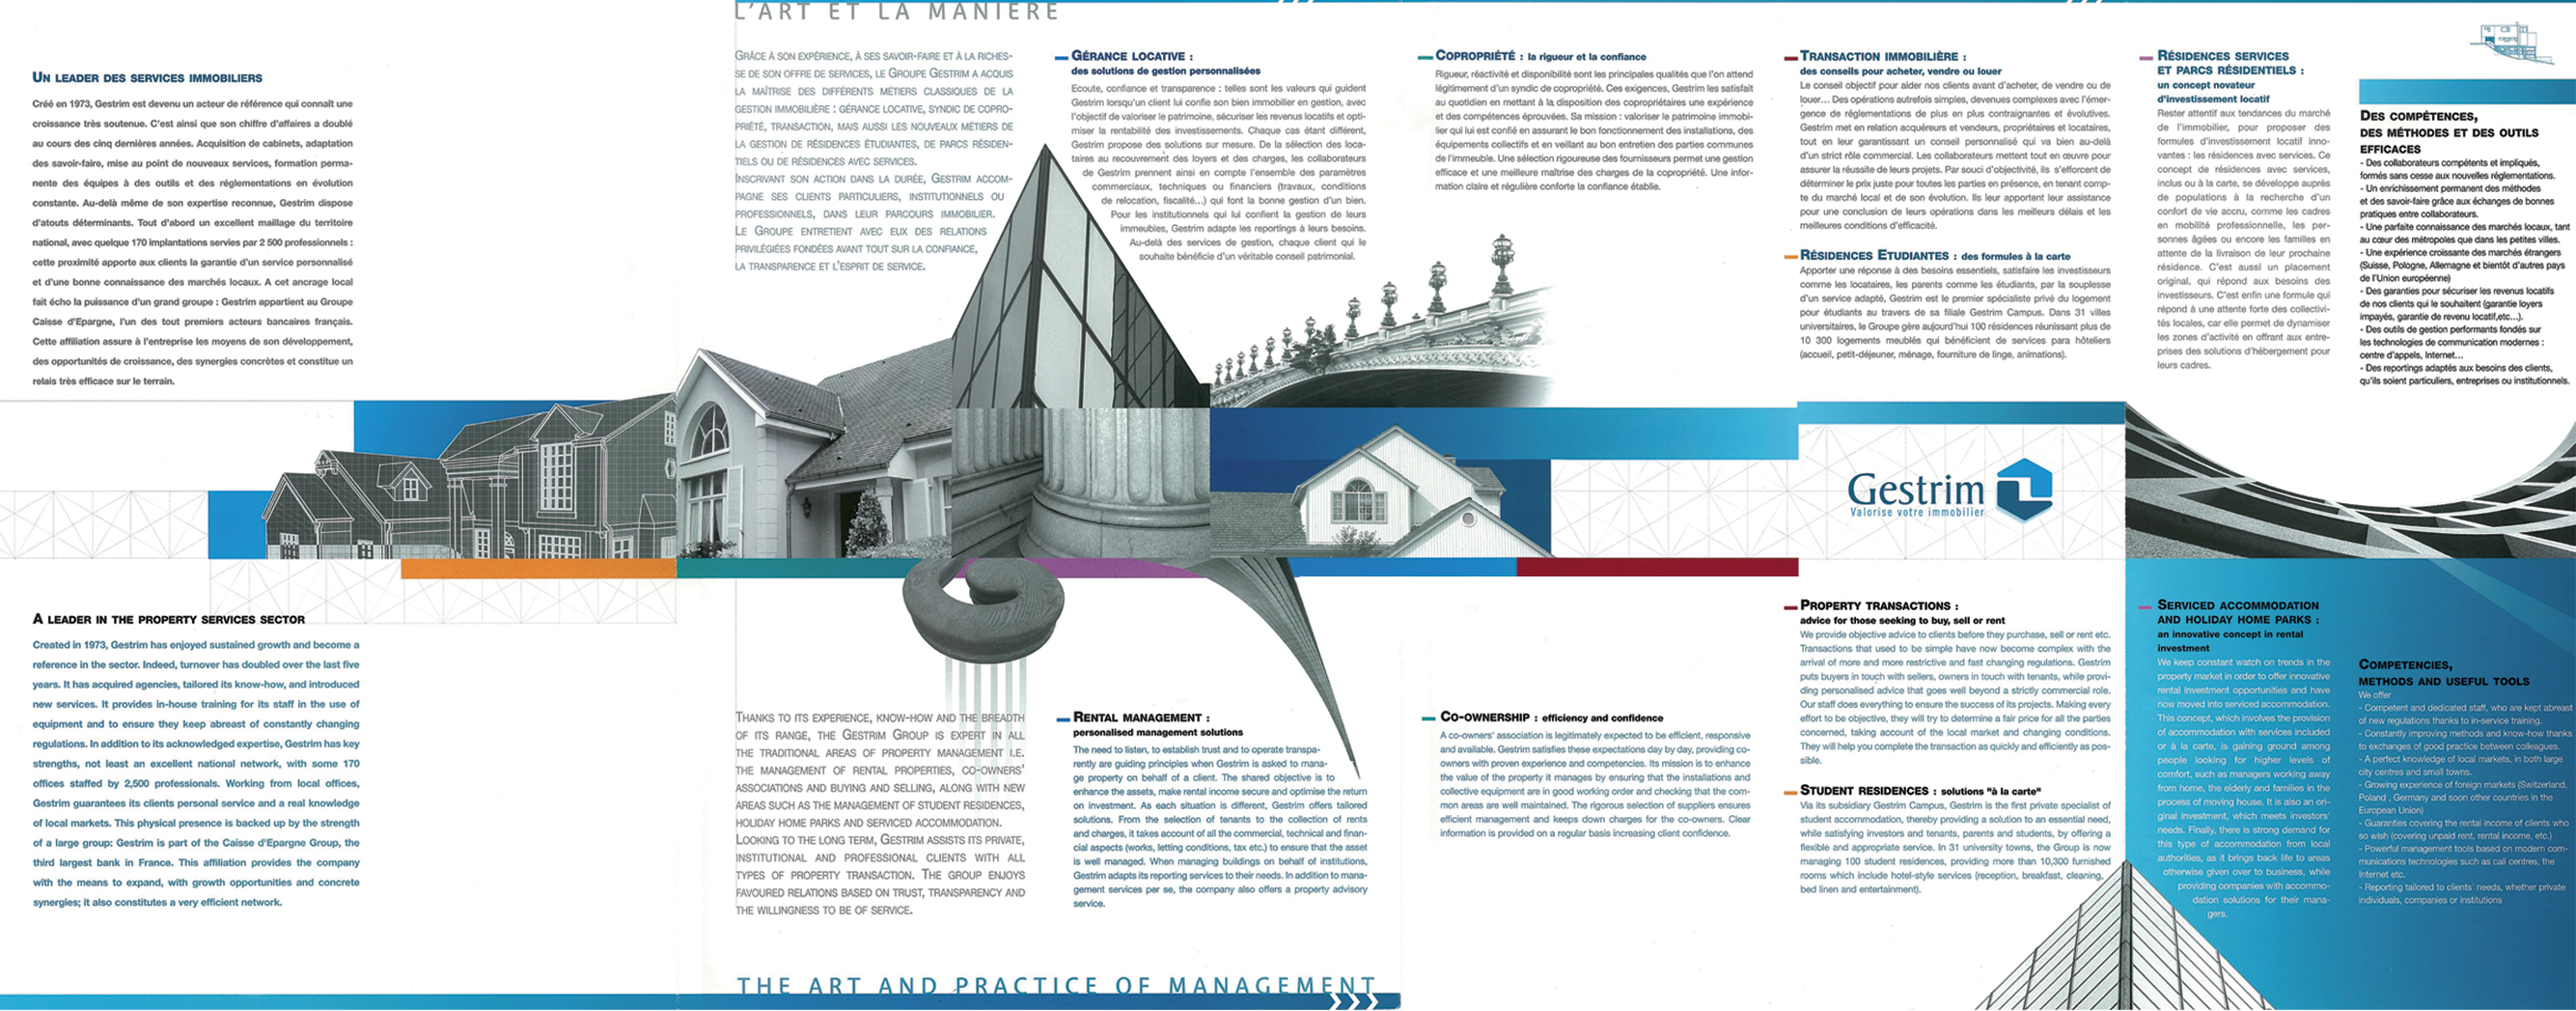 L'ART ET LA MANIÈRE
UN LEADER DES SERVICES IMMOBILIERS
Créé en 1973, Gestrim est devenu un acteur de référence qui connaît une
croissance très soutenue. C'est ainsi que son chiffre d'affaires a doublé
au cours des cinq dernières années. Acquisition de cabinets, adaptation
des savoir-faire, mise au point de nouveaux services, formation perma-
nente des équipes à des outils et des réglementations en évolution
constante. Au-delà même de son expertise reconnue, Gestrim dispose
d'atouts déterminants. Tout d'abord un excellent maillage du territoire
national, avec quelque 170 implantations servies par 2 500 professionnels :
cette proximité apporte aux clients la garantie d'un service personnalisé
et d'une bonne connaissance des marchés locaux. A cet ancrage local
fait écho la puissance d'un grand groupe : Gestrim appartient au Groupe
Caisse d'Epargne, l'un des tout premiers acteurs bancaires français.
Cette affiliation assure à l'entreprise les moyens de son développement,
des opportunités de croissance, des synergies concrètes et constitue un
relais très efficace sur le terrain.
GRÂCE À SON EXPÉRIENCE, À SES SAVOIR-FAIRE ET À LA RICHES-
SE DE SON OFFRE DE SERVICES, LE GROUPE GESTRIM A ACQUIS
LA MAÎTRISE DES DIFFÉRENTS MÉTIERS CLASSIQUES DE LA
GESTION IMMOBILIÈRE : GÉRANCE LOCATIVE, SYNDIC DE COPRO-
PRIÉTÉ, TRANSACTION, MAIS AUSSI LES NOUVEAUX MÉTIERS DE
LA GESTION DE RÉSIDENCES ÉTUDIANTES, DE PARCS RÉSIDEN-
TIELS OU DE RÉSIDENCES AVEC SERVICES.
INSCRIVANT SON ACTION DANS LA DURÉE, GESTRIM ACCOM-
PAGNE SES CLIENTS PARTICULIERS, INSTITUTIONNELS OU
PROFESSIONNELS, DANS LEUR PARCOURS IMMOBILIER.
LE GROUPE ENTRETIENT AVEC EUX DES RELATIONS
PRIVILÉGIÉES FONDÉES AVANT TOUT SUR LA CONFIANCE,
LA TRANSPARENCE ET L'ESPRIT DE SERVICE.
GÉRANCE LOCATIVE :
des solutions de gestion personnalisées
Ecoute, confiance et transparence : telles sont les valeurs qui guident
Gestrim lorsqu'un client lui confie son bien immobilier en gestion, avec
l'objectif de valoriser le patrimoine, sécuriser les revenus locatifs et opti-
miser la rentabilité des investissements. Chaque cas étant différent,
Gestrim propose des solutions sur mesure. De la sélection des loca-
taires au recouvrement des loyers et des charges, les collaborateurs
de Gestrim prennent ainsi en compte l'ensemble des paramètres
commerciaux, techniques ou financiers (travaux, conditions
de relocation, fiscalité...) qui font la bonne gestion d'un bien.
Pour les institutionnels qui lui confient la gestion de leurs
immeubles, Gestrim adapte les reportings à leurs besoins.
Au-delà des services de gestion, chaque client qui le
souhaite bénéficie d'un véritable conseil patrimonial.
COPROPRIÉTÉ : la rigueur et la confiance
Rigueur, réactivité et disponibilité sont les principales qualités que l'on attend
légitimement d'un syndic de copropriété. Ces exigences, Gestrim les satisfait
au quotidien en mettant à la disposition des copropriétaires une expérience
et des compétences éprouvées. Sa mission : valoriser le patrimoine immobi-
lier qui lui est confié en assurant le bon fonctionnement des installations, des
équipements collectifs et en veillant au bon entretien des parties communes
de l'immeuble. Une sélection rigoureuse des fournisseurs permet une gestion
efficace et une meilleure maîtrise des charges de la copropriété. Une infor-
mation claire et régulière conforte la confiance établie.
TRANSACTION IMMOBILIÈRE :
des conseils pour acheter, vendre ou louer
Le conseil objectif pour aider nos clients avant d'acheter, de vendre ou de
louer... Des opérations autrefois simples, devenues complexes avec l'émer-
gence de réglementations de plus en plus contraignantes et évolutives.
Gestrim met en relation acquéreurs et vendeurs, propriétaires et locataires,
tout en leur garantissant un conseil personnalisé qui va bien au-delà
d'un strict rôle commercial. Les collaborateurs mettent tout en œuvre pour
assurer la réussite de leurs projets. Par souci d'objectivité, ils s'efforcent de
déterminer le prix juste pour toutes les parties en présence, en tenant comp-
te du marché local et de son évolution. Ils leur apportent leur assistance
pour une conclusion de leurs opérations dans les meilleurs délais et les
meilleures conditions d'efficacité.
RÉSIDENCES ETUDIANTES : des formules à la carte
Apporter une réponse à des besoins essentiels, satisfaire les investisseurs
comme les locataires, les parents comme les étudiants, par la souplesse
d'un service adapté, Gestrim est le premier spécialiste privé du logement
pour étudiants au travers de sa filiale Gestrim Campus. Dans 31 villes
universitaires, le Groupe gère aujourd'hui 100 résidences réunissant plus de
10 300 logements meublés qui bénéficient de services para hôteliers
(accueil, petit-déjeuner, ménage, fourniture de linge, animations).
RÉSIDENCES SERVICES
ET PARCS RÉSIDENTIELS :
un concept novateur
d'investissement locatif
Rester attentif aux tendances du marché
de l'immobilier, pour proposer des
formules d'investissement locatif inno-
vantes : les résidences avec services. Ce
concept de résidences avec services,
inclus ou à la carte, se développe auprès
de populations à la recherche d'un
confort de vie accru, comme les cadres
en mobilité professionnelle, les per-
sonnes âgées ou encore les familles en
attente de la livraison de leur prochaine
résidence. C'est aussi un placement
original, qui répond aux besoins des
investisseurs. C'est enfin une formule qui
répond à une attente forte des collectivi-
tés locales, car elle permet de dynamiser
les zones d'activité en offrant aux entre-
prises des solutions d'hébergement pour
leurs cadres.
DES COMPÉTENCES,
DES MÉTHODES ET DES OUTILS
EFFICACES
- Des collaborateurs compétents et impliqués,
formés sans cesse aux nouvelles réglementations.
- Un enrichissement permanent des méthodes
et des savoir-faire grâce aux échanges de bonnes
pratiques entre collaborateurs.
- Une parfaite connaissance des marchés locaux, tant
au cœur des métropoles que dans les petites villes.
- Une expérience croissante des marchés étrangers
(Suisse, Pologne, Allemagne et bientôt d'autres pays
de l'Union européenne)
- Des garanties pour sécuriser les revenus locatifs
de nos clients qui le souhaitent (garantie loyers
impayés, garantie de revenu locatif,etc...).
- Des outils de gestion performants fondés sur
les technologies de communication modernes :
centre d'appels, Internet...
- Des reportings adaptés aux besoins des clients,
qu'ils soient particuliers, entreprises ou institutionnels.
Gestrim
Valorise votre immobilier
A LEADER IN THE PROPERTY SERVICES SECTOR
Created in 1973, Gestrim has enjoyed sustained growth and become a
reference in the sector. Indeed, turnover has doubled over the last five
years. It has acquired agencies, tailored its know-how, and introduced
new services. It provides in-house training for its staff in the use of
equipment and to ensure they keep abreast of constantly changing
regulations. In addition to its acknowledged expertise, Gestrim has key
strengths, not least an excellent national network, with some 170
offices staffed by 2,500 professionals. Working from local offices,
Gestrim guarantees its clients personal service and a real knowledge
of local markets. This physical presence is backed up by the strength
of a large group: Gestrim is part of the Caisse d'Epargne Group, the
third largest bank in France. This affiliation provides the company
with the means to expand, with growth opportunities and concrete
synergies; it also constitutes a very efficient network.
THANKS TO ITS EXPERIENCE, KNOW-HOW AND THE BREADTH
OF ITS RANGE, THE GESTRIM GROUP IS EXPERT IN ALL
THE TRADITIONAL AREAS OF PROPERTY MANAGEMENT I.E.
THE MANAGEMENT OF RENTAL PROPERTIES, CO-OWNERS'
ASSOCIATIONS AND BUYING AND SELLING, ALONG WITH NEW
AREAS SUCH AS THE MANAGEMENT OF STUDENT RESIDENCES,
HOLIDAY HOME PARKS AND SERVICED ACCOMMODATION.
LOOKING TO THE LONG TERM, GESTRIM ASSISTS ITS PRIVATE,
INSTITUTIONAL AND PROFESSIONAL CLIENTS WITH ALL
TYPES OF PROPERTY TRANSACTION. THE GROUP ENJOYS
FAVOURED RELATIONS BASED ON TRUST, TRANSPARENCY AND
THE WILLINGNESS TO BE OF SERVICE.
RENTAL MANAGEMENT :
personalised management solutions
The need to listen, to establish trust and to operate transpa-
rently are guiding principles when Gestrim is asked to mana-
ge property on behalf of a client. The shared objective is to
enhance the assets, make rental income secure and optimise the return
on investment. As each situation is different, Gestrim offers tailored
solutions. From the selection of tenants to the collection of rents
and charges, it takes account of all the commercial, technical and finan-
cial aspects (works, letting conditions, tax etc.) to ensure that the asset
is well managed. When managing buildings on behalf of institutions,
Gestrim adapts its reporting services to their needs. In addition to mana-
gement services per se, the company also offers a property advisory
service.
CO-OWNERSHIP : efficiency and confidence
A co-owners' association is legitimately expected to be efficient, responsive
and available. Gestrim satisfies these expectations day by day, providing co-
owners with proven experience and competencies. Its mission is to enhance
the value of the property it manages by ensuring that the installations and
collective equipment are in good working order and checking that the com-
mon areas are well maintained. The rigorous selection of suppliers ensures
efficient management and keeps down charges for the co-owners. Clear
information is provided on a regular basis increasing client confidence.
PROPERTY TRANSACTIONS :
advice for those seeking to buy, sell or rent
We provide objective advice to clients before they purchase, sell or rent etc.
Transactions that used to be simple have now become complex with the
arrival of more and more restrictive and fast changing regulations. Gestrim
puts buyers in touch with sellers, owners in touch with tenants, while provi-
ding personalised advice that goes well beyond a strictly commercial role.
Our staff does everything to ensure the success of its projects. Making every
effort to be objective, they will try to determine a fair price for all the parties
concerned, taking account of the local market and changing conditions.
They will help you complete the transaction as quickly and efficiently as pos-
sible.
STUDENT RESIDENCES : solutions "à la carte"
Via its subsidiary Gestrim Campus, Gestrim is the first private specialist of
student accommodation, thereby providing a solution to an essential need,
while satisfying investors and tenants, parents and students, by offering a
flexible and appropriate service. In 31 university towns, the Group is now
managing 100 student residences, providing more than 10,300 furnished
rooms which include hotel-style services (reception, breakfast, cleaning,
bed linen and entertainment).
SERVICED ACCOMMODATION
AND HOLIDAY HOME PARKS :
an innovative concept in rental
investment
We keep constant watch on trends in the
property market in order to offer innovative
rental investment opportunities and have
now moved into serviced accommodation.
This concept, which involves the provision
of accommodation with services included
or à la carte, is gaining ground among
people looking for higher levels of
comfort, such as managers working away
from home, the elderly and families in the
process of moving house. It is also an ori-
ginal investment, which meets investors'
needs. Finally, there is strong demand for
this type of accommodation from local
authorities, as it brings back life to areas
otherwise given over to business, while
providing companies with accommo-
dation solutions for their mana-
gers.
COMPETENCIES,
METHODS AND USEFUL TOOLS
We offer
- Competent and dedicated staff, who are kept abreast
of new regulations thanks to in-service training.
- Constantly improving methods and know-how thanks
to exchanges of good practice between colleagues.
- A perfect knowledge of local markets, in both large
city centres and small towns.
- Growing experience of foreign markets (Switzerland,
Poland , Germany and soon other countries in the
European Union)
- Guaranties covering the rental income of clients who
so wish (covering unpaid rent, rental income, etc.)
- Powerful management tools based on modern com-
munications technologies such as call centres, the
Internet etc.
- Reporting tailored to clients' needs, whether private
individuals, companies or institutions
THE ART AND PRACTICE OF MANAGEMENT